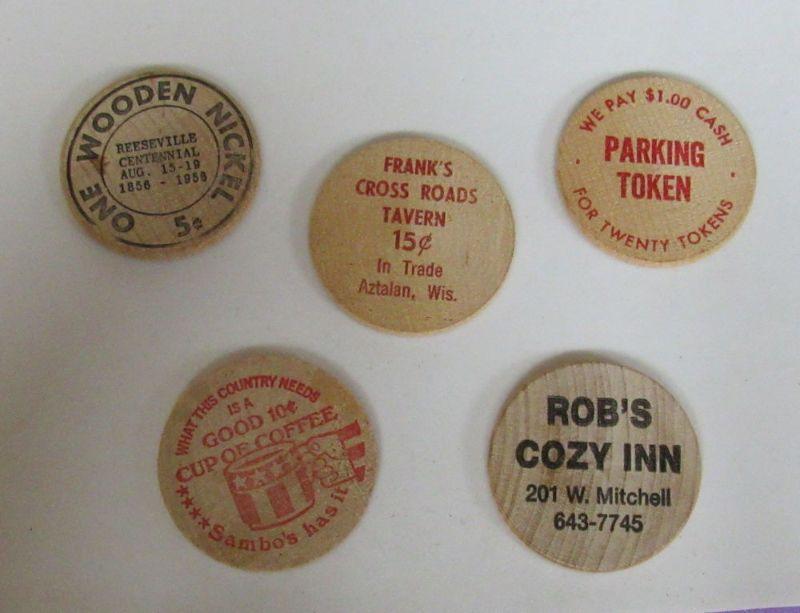 ONE WOODEN NICKEL
REESEVILLE
CENTENNIAL
AUG. 15-19
1856 - 1956
5¢
FRANK'S
CROSS ROADS
TAVERN
15¢
In Trade
Aztalan, Wis.
WE PAY $1.00 CASH
PARKING
TOKEN
FOR TWENTY TOKENS
WHAT THIS COUNTRY NEEDS
IS A
GOOD 10¢
CUP OF COFFEE
Sambo's has it
ROB'S
COZY INN
201 W. Mitchell
643-7745